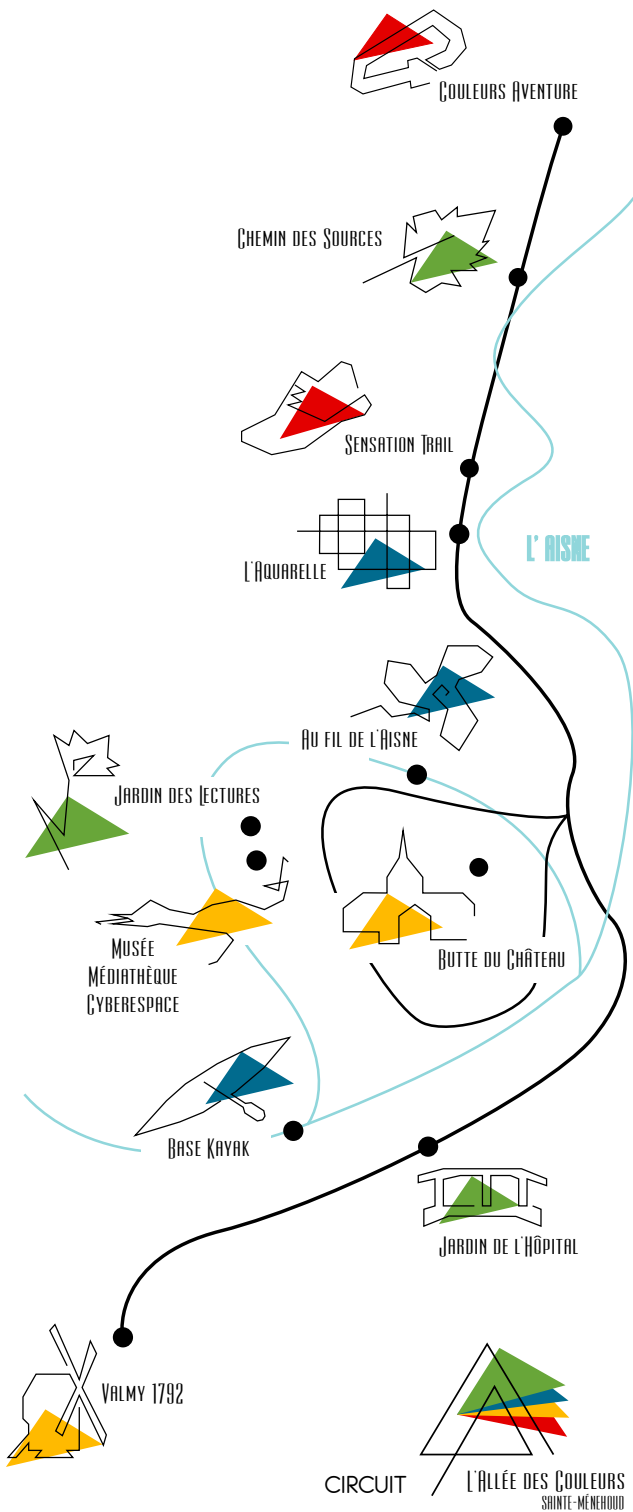 COULEURS AVENTURE
CHEMIN DES SOURCES
SENSATION TRAIL
L'AQUARELLE
L' AISNE
AU FIL DE L'AISNE
JARDIN DES LECTURES
MUSÉE
MÉDIATHÈQUE
CYBERESPACE
BUTTE DU CHÂTEAU
BASE KAYAK
JARDIN DE L'HÔPITAL
VALMY 1792
CIRCUIT
L'ALLÉE DES COULEURS
SAINTE-MÉNEHOUD